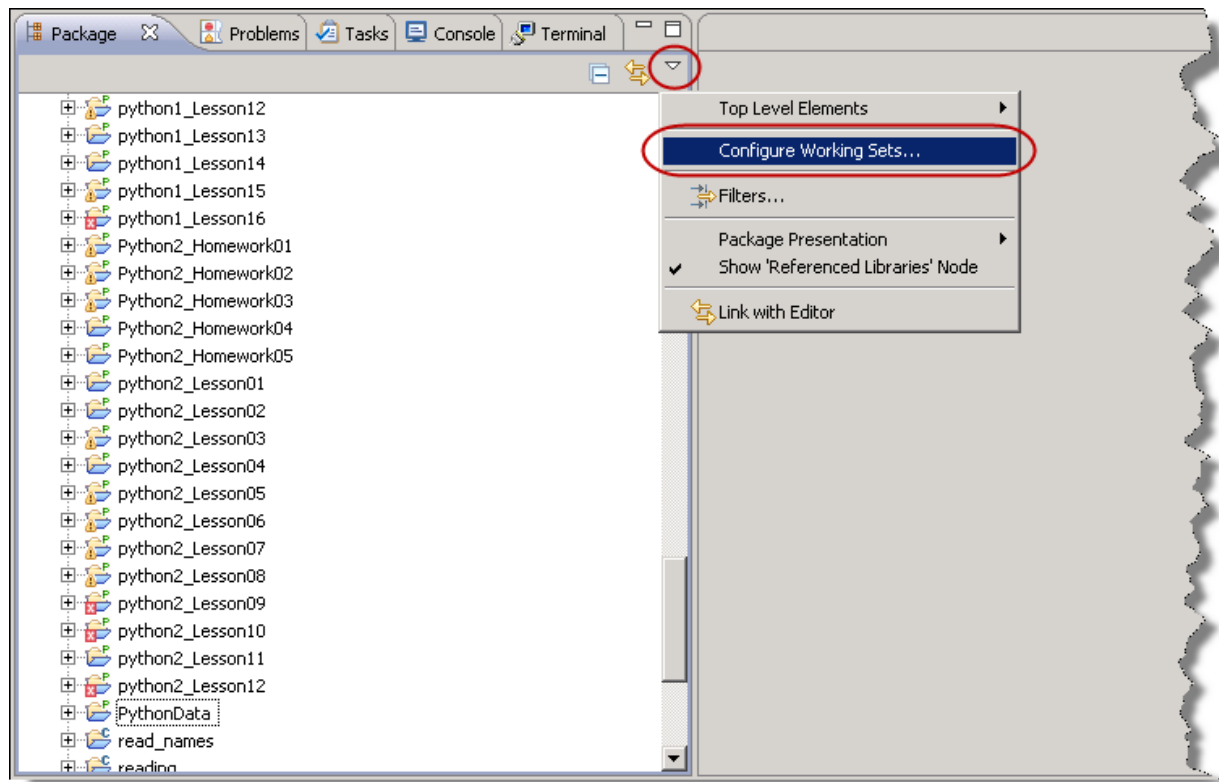 Package Problems Tasks Console Terminal
python1_Lesson12
python1_Lesson13
python1_Lesson14
python1_Lesson15
python1_Lesson16
Python2_Homework01
Python2_Homework02
Python2_Homework03
Python2_Homework04
Python2_Homework05
python2_Lesson01
python2_Lesson02
python2_Lesson03
python2_Lesson04
python2_Lesson05
python2_Lesson06
python2_Lesson07
python2_Lesson08
python2_Lesson09
python2_Lesson10
python2_Lesson11
python2_Lesson12
PythonData
read_names
reading
Top Level Elements
Configure Working Sets...
Filters...
Package Presentation
Show 'Referenced Libraries' Node
Link with Editor